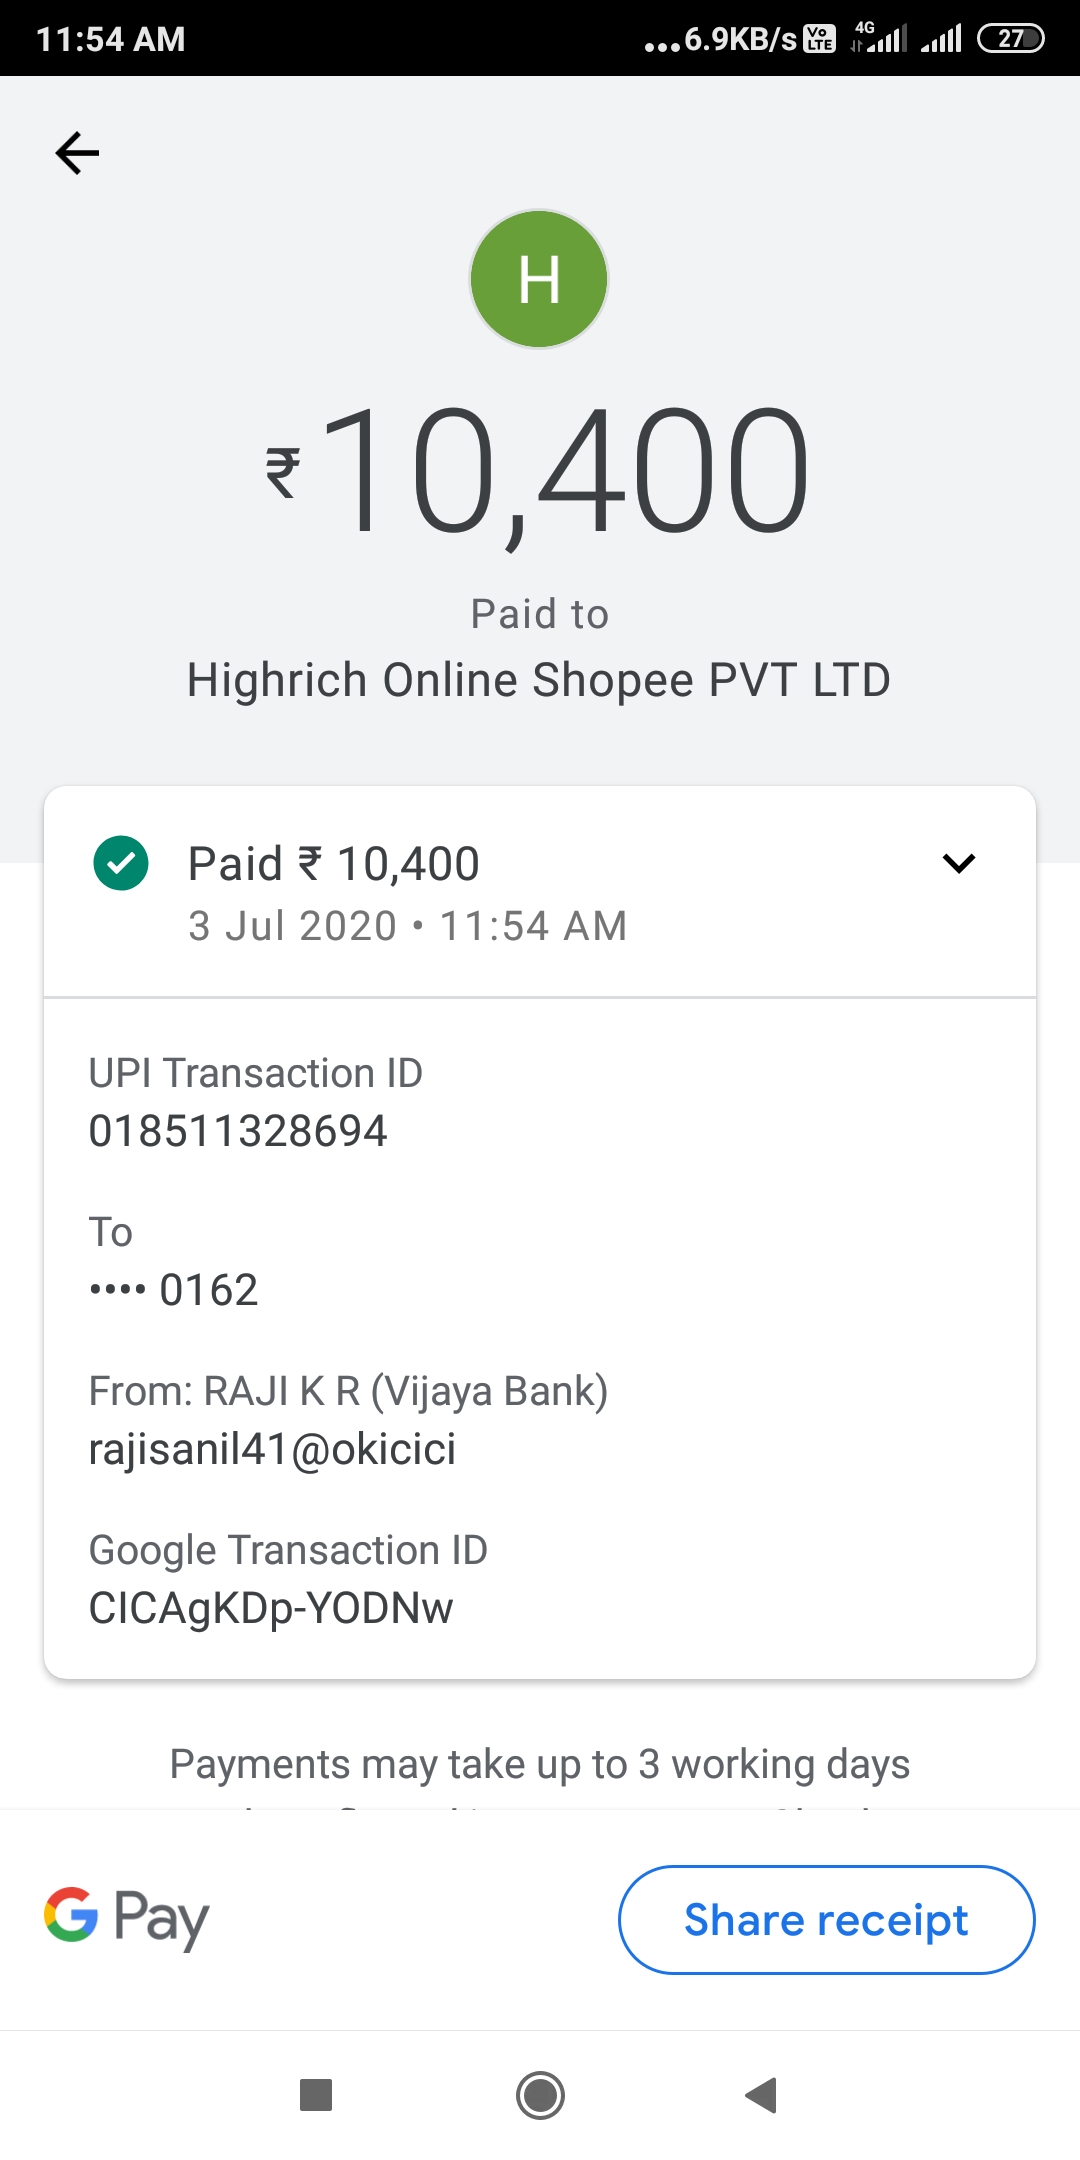 11:54 AM
...6.9KB/s Vo LTE 4G 27
H
₹10,400
Paid to
Highrich Online Shopee PVT LTD
Paid ₹ 10,400
3 Jul 2020 • 11:54 AM
UPI Transaction ID
018511328694
To
•••• 0162
From: RAJI K R (Vijaya Bank)
rajisanil41@okicici
Google Transaction ID
CICAgKDp-YODNw
Payments may take up to 3 working days
G Pay
Share receipt